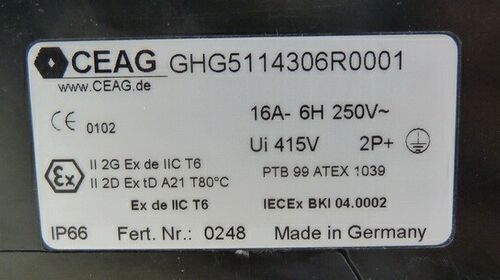 CEAG GHG5114306R0001
www.CEAG.de
16A- 6H 250V~
CE 0102
Ui 415V 2P+
II 2G Ex de IIC T6
Ex
PTB 99 ATEX 1039
II 2D Ex tD A21 T80°C
Ex de IIC T6 IECEx BKI 04.0002
IP66 Fert. Nr.: 0248 Made in Germany